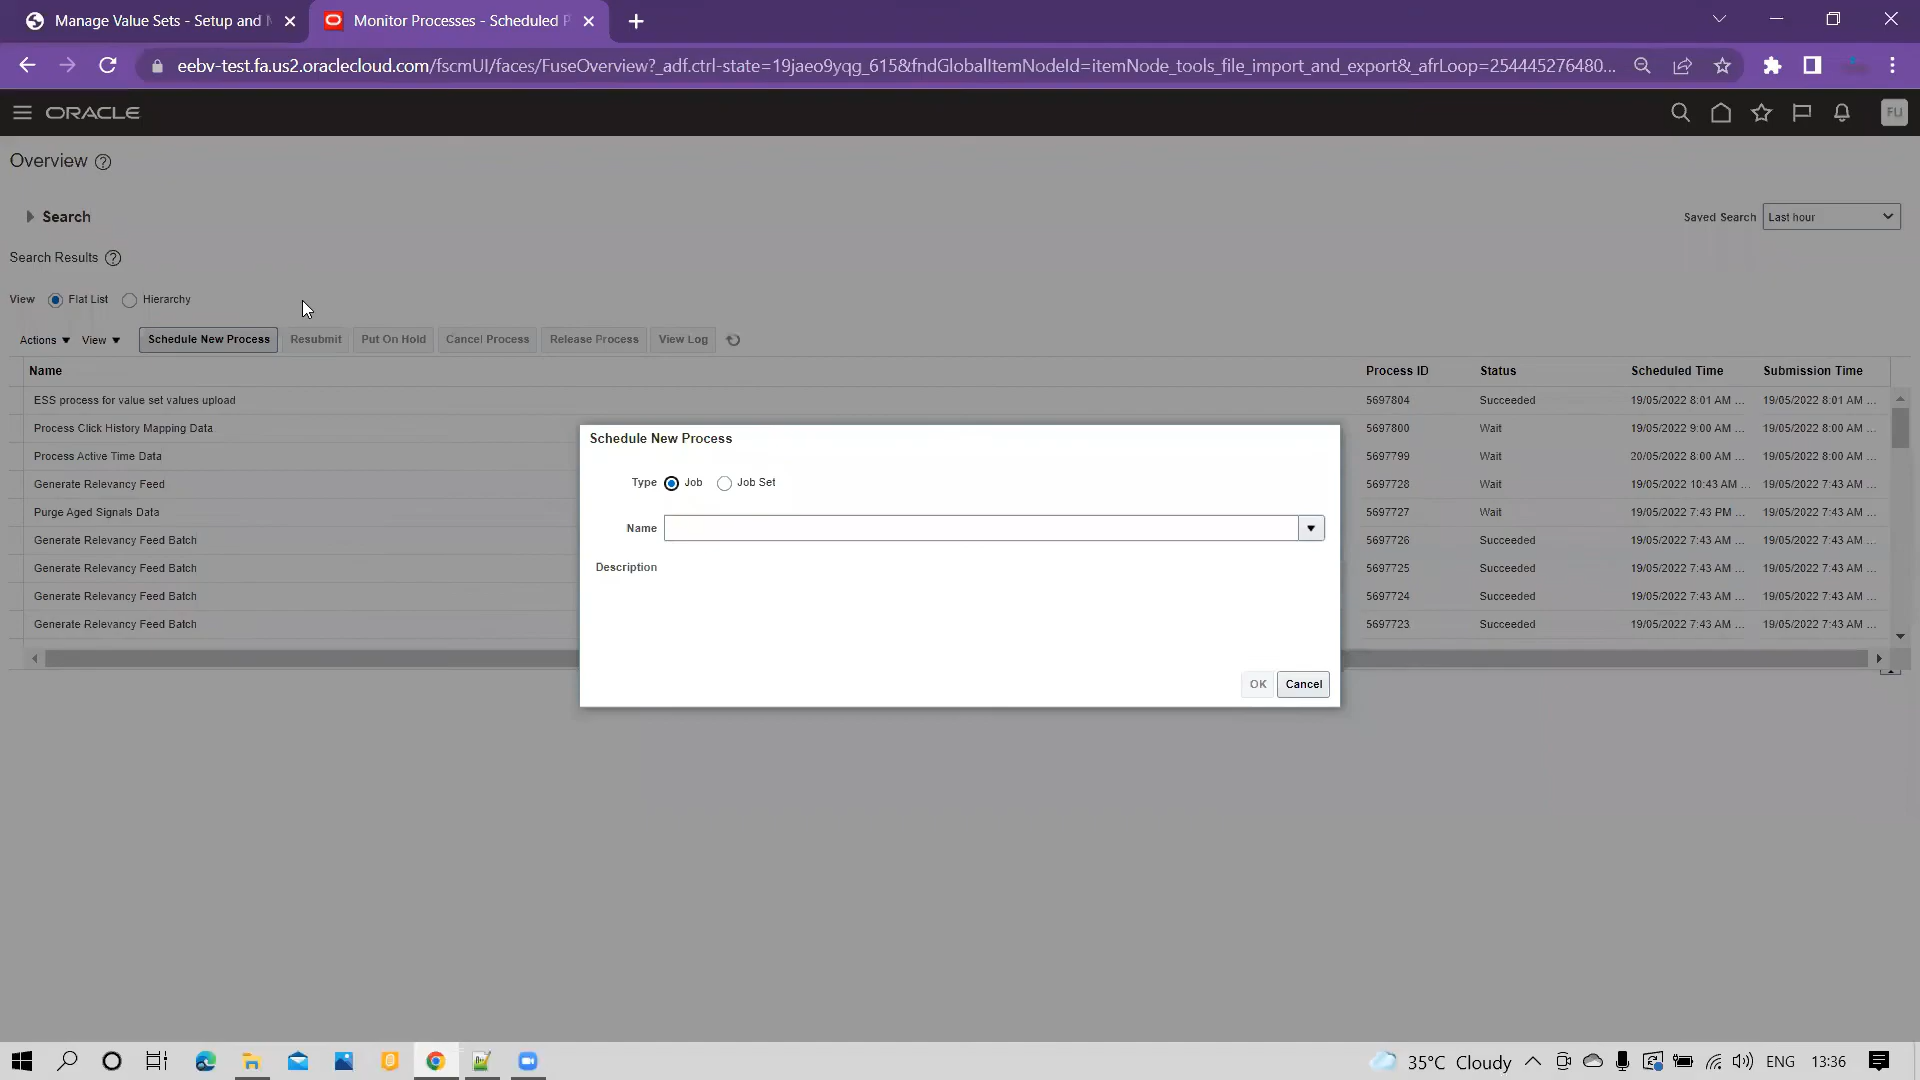 Manage Value Sets - Setup and
Monitor Processes - Scheduled P
eebv-test.fa.us2.oraclecloud.com/fscmUI/faces/FuseOverview?_adf.ctrl-state=19jaeo9yqg_615&fndGlobalItemNodeId=itemNode_tools_file_import_and_export&_afrLoop=254445276480...
ORACLE
FU
Overview
Search
Saved Search Last hour
Search Results
View Flat List Hierarchy
Actions View Schedule New Process Resubmit Put On Hold Cancel Process Release Process View Log
Name Process ID Status Scheduled Time Submission Time
ESS process for value set values upload 5697804 Succeeded 19/05/2022 8:01 AM ... 19/05/2022 8:01 AM ...
Process Click History Mapping Data 5697800 Wait 19/05/2022 9:00 AM ... 19/05/2022 8:00 AM ...
Process Active Time Data 5697799 Wait 20/05/2022 8:00 AM ... 19/05/2022 8:00 AM ...
Generate Relevancy Feed 5697728 Wait 19/05/2022 10:43 AM ... 19/05/2022 7:43 AM ...
Purge Aged Signals Data 5697727 Wait 19/05/2022 7:43 PM ... 19/05/2022 7:43 AM ...
Generate Relevancy Feed Batch 5697726 Succeeded 19/05/2022 7:43 AM ... 19/05/2022 7:43 AM ...
Generate Relevancy Feed Batch 5697725 Succeeded 19/05/2022 7:43 AM ... 19/05/2022 7:43 AM ...
Generate Relevancy Feed Batch 5697724 Succeeded 19/05/2022 7:43 AM ... 19/05/2022 7:43 AM ...
Generate Relevancy Feed Batch 5697723 Succeeded 19/05/2022 7:43 AM ... 19/05/2022 7:43 AM ...
Schedule New Process
Type Job Job Set
Name
Description
OK Cancel
35°C Cloudy ENG 13:36